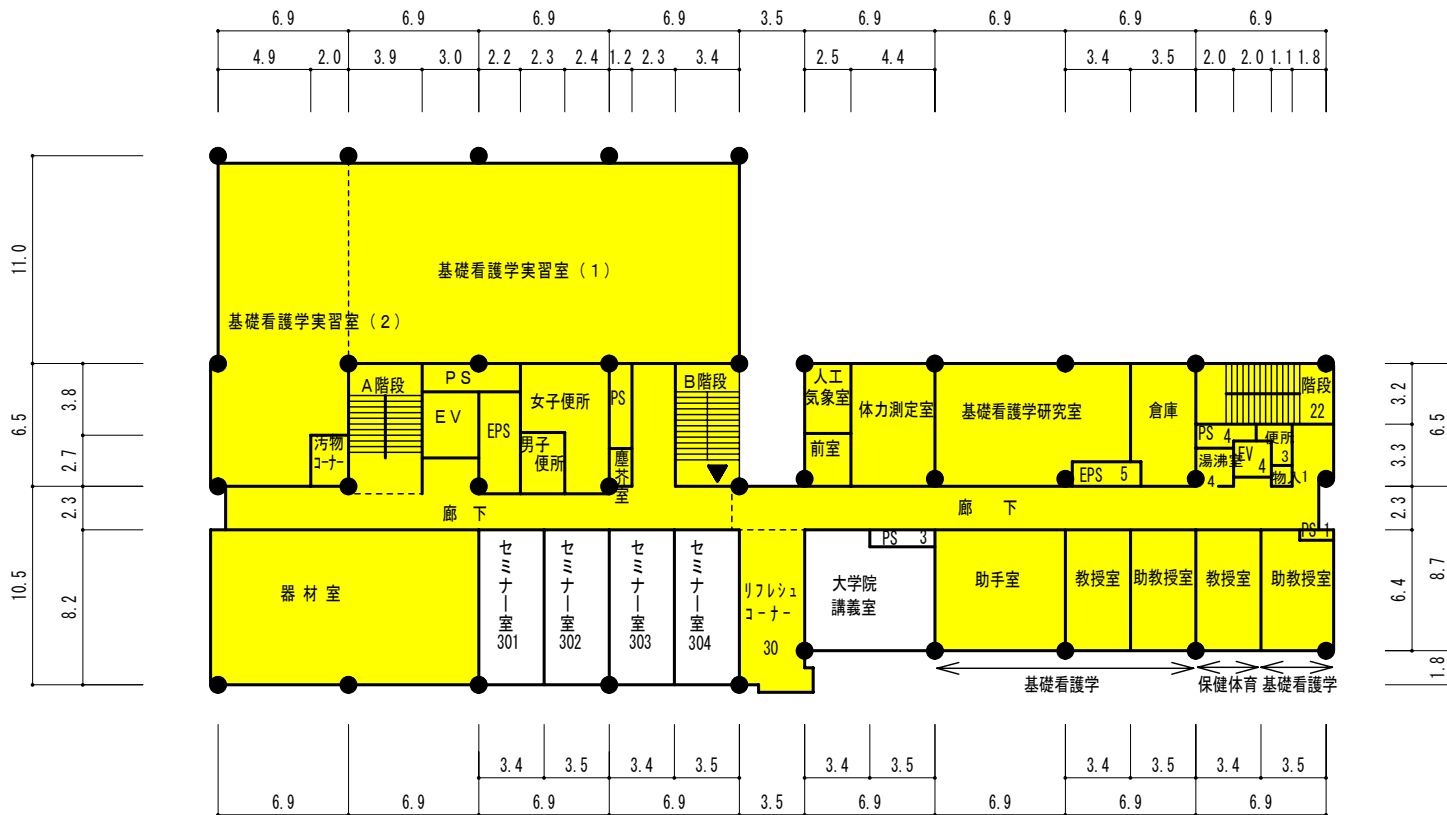 6.9 6.9 6.9 6.9 3.5 6.9 6.9 6.9 6.9
4.9 2.0 3.9 3.0 2.2 2.3 2.4 1.2 2.3 3.4 2.5 4.4 3.4 3.5 2.0 2.0 1.1 1.8
11.0
6.5
10.5
3.8
2.7
2.3
8.2
基礎看護学実習室(1)
基礎看護学実習室(2)
A階段
PS
EV
EPS
女子便所
男子
便所
PS
塵芥室
B階段
汚物
コーナー
人工
気象室
前室
体力測定室
基礎看護学研究室
倉庫
EPS 5
階段
22
PS 4
便所
3
湯沸室
4
EV
4
物入1
廊下
廊下
PS 1
器材室
セミナー室
301
セミナー室
302
セミナー室
303
セミナー室
304
リフレシュ
コーナー
30
PS 3
大学院
講義室
助手室
教授室
助教授室
教授室
助教授室
基礎看護学
保健体育
基礎看護学
3.2
3.3
2.3
6.4
6.5
8.7
1.8
3.4 3.5 3.4 3.5 3.4 3.5 3.4 3.5 3.4 3.5
6.9 6.9 6.9 6.9 3.5 6.9 6.9 6.9 6.9